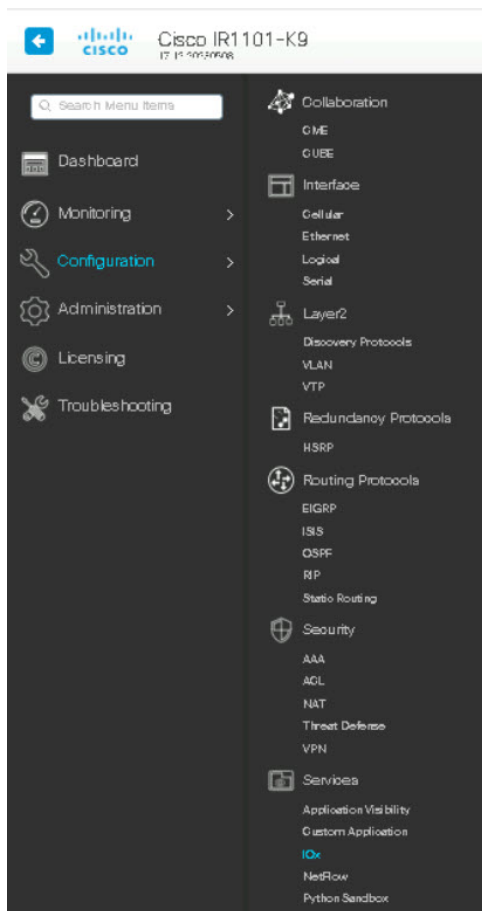 CISCO
Cisco IR1101-K9
Search Menu Items
Dashboard
Monitoring
Configuration
Administration
Licensing
Troubleshooting
Collaboration
CME
CUBE
Interface
Cellular
Ethernet
Logical
Serial
Layer2
Discovery Protocols
VLAN
VTP
Redundancy Protocols
HSRP
Routing Protocols
EIGRP
ISIS
OSPF
RIP
Static Routing
Security
AAA
ACL
NAT
Threat Defense
VPN
Services
Application Visibility
Custom Application
IOx
NetFlow
Python Sandbox